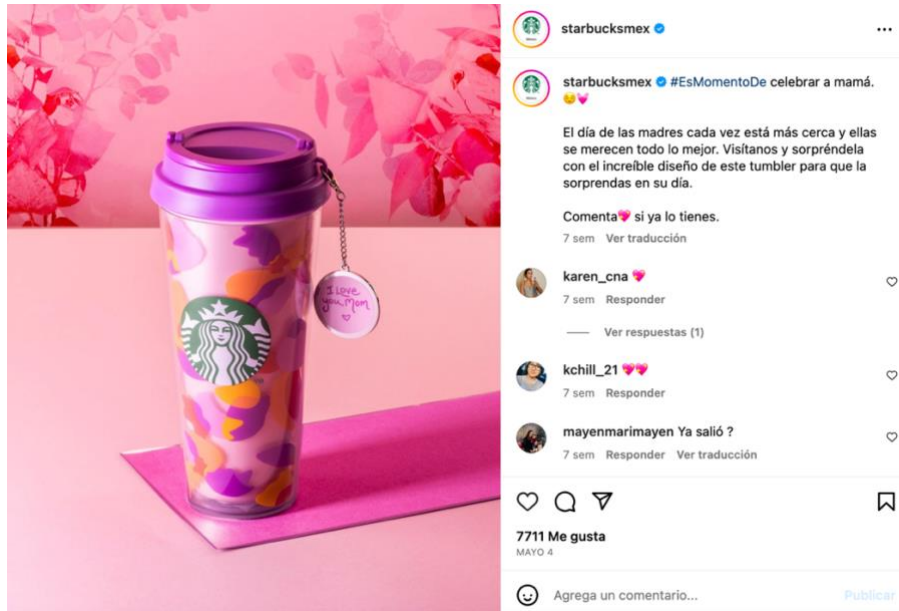 I Love
you Mom
starbucksmex
starbucksmex #EsMomentoDe celebrar a mamá.
😌💓
El día de las madres cada vez está más cerca y ellas
se merecen todo lo mejor. Visítanos y sorpréndela
con el increíble diseño de este tumbler para que la
sorprendas en su día.
Comenta💖 si ya lo tienes.
7 sem Ver traducción
karen_cna 💖
7 sem Responder
Ver respuestas (1)
kchill_21 💖💖
7 sem Responder
mayenmarimayen Ya salió ?
7 sem Responder Ver traducción
7711 Me gusta
MAYO 4
Agrega un comentario... Publicar